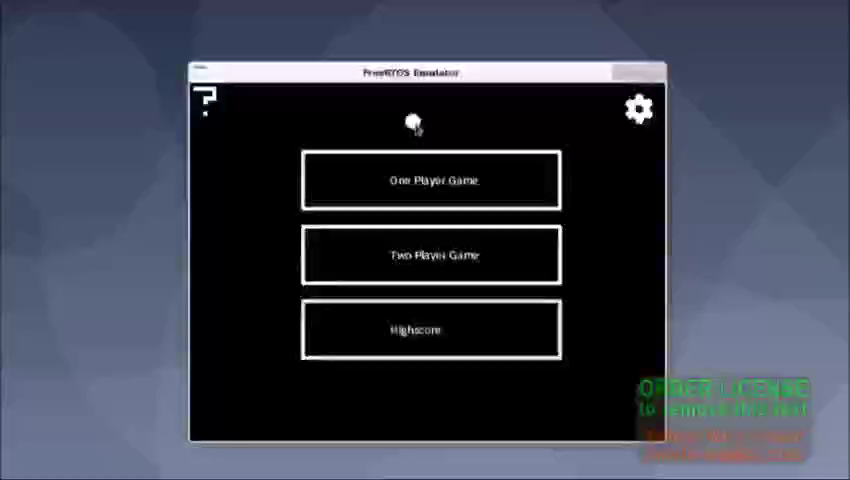 FreeRTOS Emulator
?
One Player Game
Two Player Game
Highscore
ORDER LICENSE
to remove this text